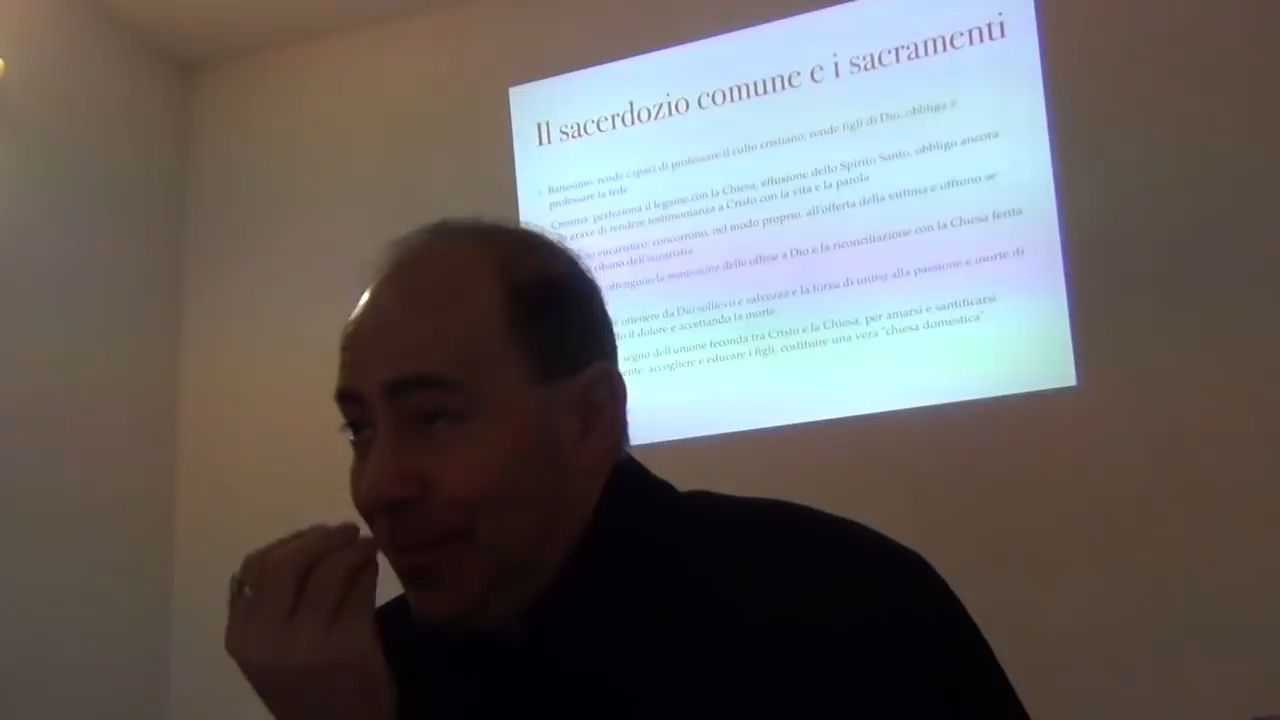 Il sacerdozio comune e i sacramenti
Battesimo: rende capaci di professare il culto cristiano, rende figli di Dio, obbliga a
professare la fede
Cresima: perfeziona il legame con la Chiesa, effusione dello Spirito Santo, obbligo ancora
grave di rendere testimonianza a Cristo con la vita e la parola
eucaristico: concorrono, nel modo proprio, all'offerta della vittima e offrono se
dell'eucaristia
ottengono la remissione delle offese a Dio e la riconciliazione con la Chiesa ferita
ottenere da Dio sollievo e salvezza e la forza di unirsi alla passione e morte di
il dolore e accettando la morte
segno dell'unione feconda tra Cristo e la Chiesa, per amarsi e santificarsi
accogliere e educare i figli, costituire una vera "chiesa domestica"